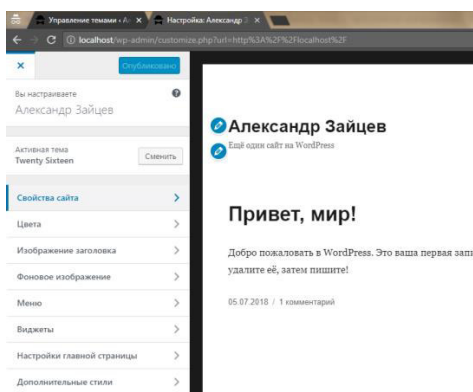 Управление темами ‹ А
Настройка: Александр З
localhost/wp-admin/customize.php?url=http%3A%2F%2Flocalhost%2F
Опубликовано
Вы настраиваете
Александр Зайцев
Активная тема
Twenty Sixteen
Сменить
Свойства сайта
Цвета
Изображение заголовка
Фоновое изображение
Меню
Виджеты
Настройки главной страницы
Дополнительные стили
Александр Зайцев
Ещё один сайт на WordPress
Привет, мир!
Добро пожаловать в WordPress. Это ваша первая запи
удалите её, затем пишите!
05.07.2018 / 1 комментарий